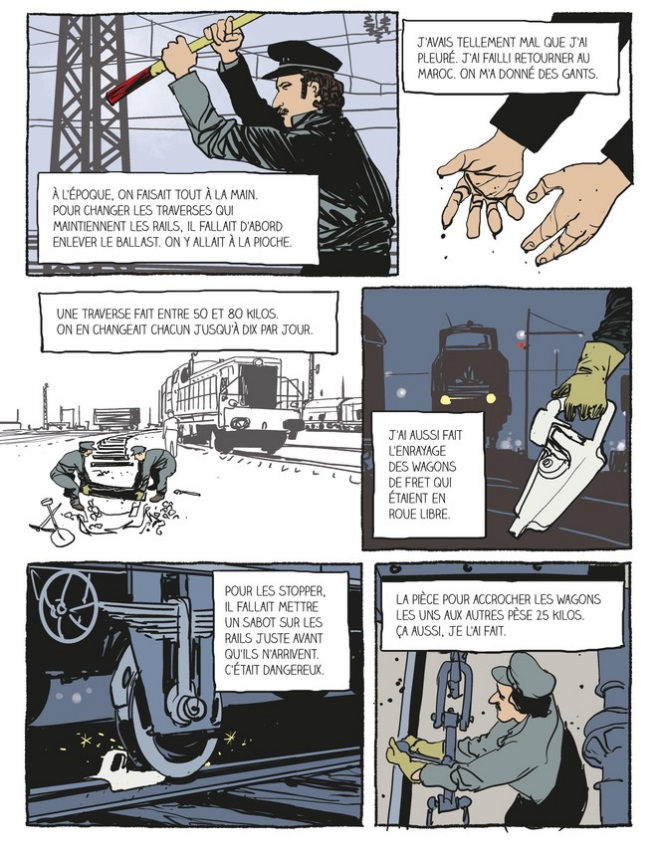 À L'ÉPOQUE, ON FAISAIT TOUT À LA MAIN.
POUR CHANGER LES TRAVERSES QUI
MAINTIENNENT LES RAILS, IL FALLAIT D'ABORD
ENLEVER LE BALLAST. ON Y ALLAIT À LA PIOCHE.
J'AVAIS TELLEMENT MAL QUE J'AI
PLEURÉ. J'AI FAILLI RETOURNER AU
MAROC. ON M'A DONNÉ DES GANTS.
UNE TRAVERSE FAIT ENTRE 50 ET 80 KILOS.
ON EN CHANGEAIT CHACUN JUSQU'À DIX PAR JOUR.
J'AI AUSSI FAIT
L'ENRAYAGE
DES WAGONS
DE FRET QUI
ÉTAIENT EN
ROUE LIBRE.
POUR LES STOPPER,
IL FALLAIT METTRE
UN SABOT SUR LES
RAILS JUSTE AVANT
QU'ILS N'ARRIVENT.
C'ÉTAIT DANGEREUX.
LA PIÈCE POUR ACCROCHER LES WAGONS
LES UNS AUX AUTRES PÈSE 25 KILOS.
ÇA AUSSI, JE L'AI FAIT.